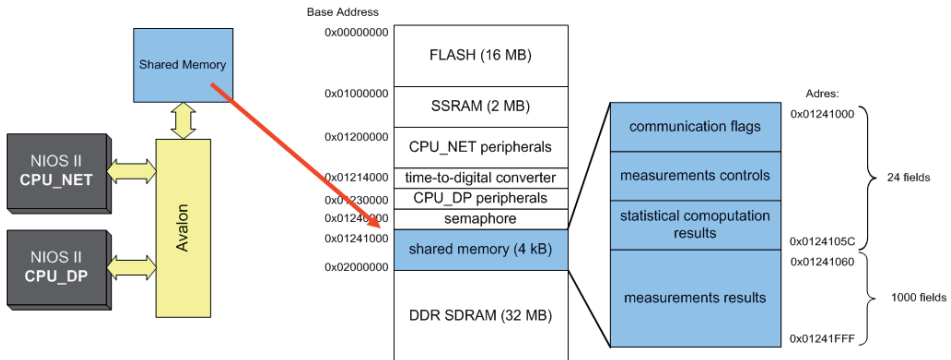 Shared Memory
NIOS II
CPU_NET
NIOS II
CPU_DP
Avalon
Base Address
0x00000000
FLASH (16 MB)
0x01000000
SSRAM (2 MB)
0x01200000
CPU_NET peripherals
0x01214000
time-to-digital converter
0x01230000
CPU_DP peripherals
0x01240000
semaphore
0x01241000
shared memory (4 kB)
0x02000000
DDR SDRAM (32 MB)
Adres:
0x01241000
communication flags
measurements controls
24 fields
statistical comoputation
results
0x0124105C
0x01241060
measurements results
1000 fields
0x01241FFF